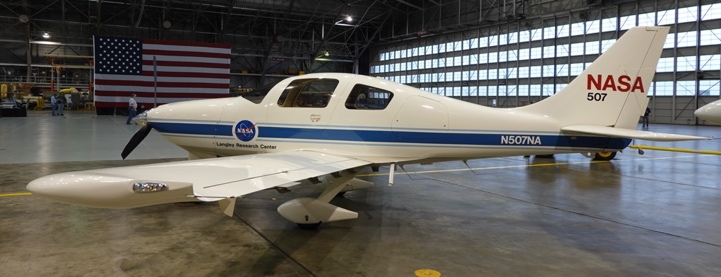 NASA
507
NASA
Langley Research Center
N507NA